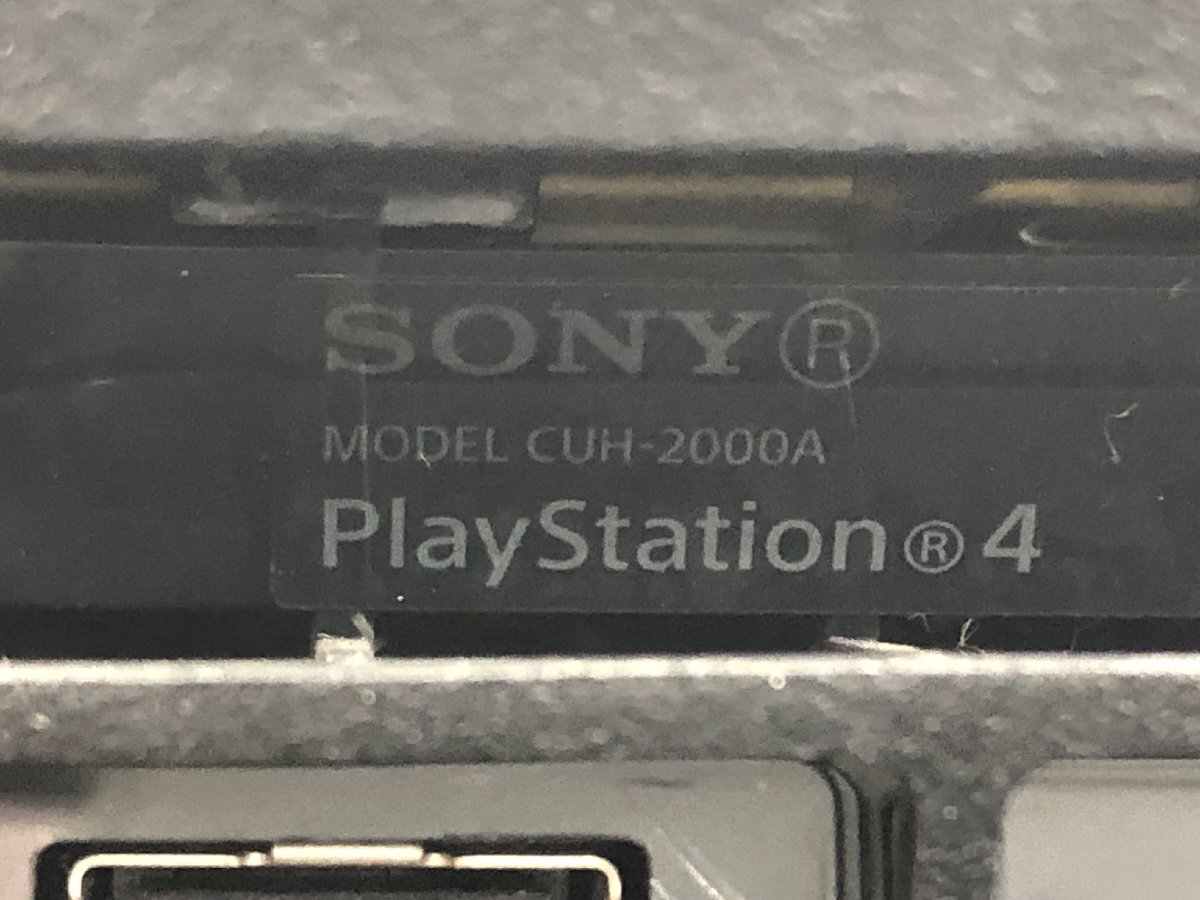 SONY®
MODEL CUH-2000A
PlayStation®4